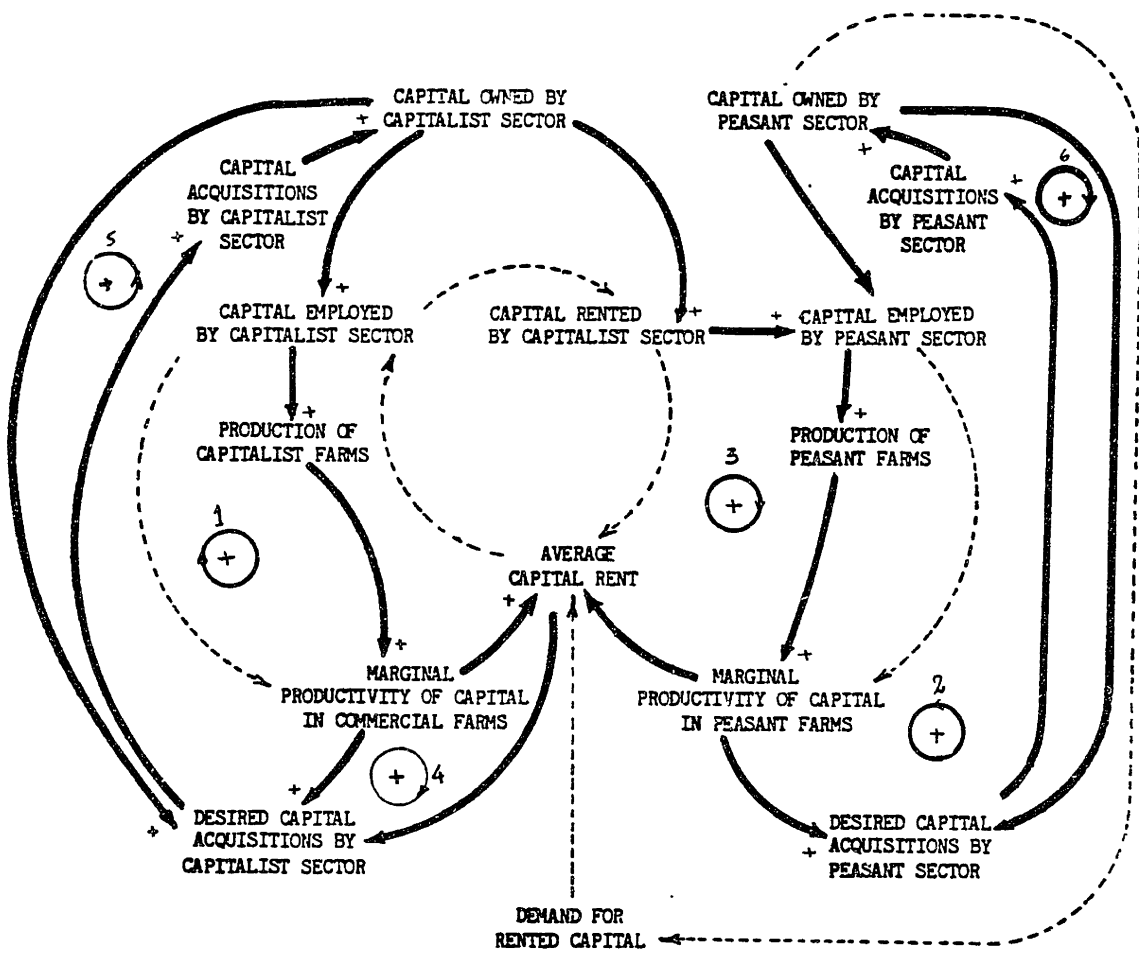 CAPITAL OWNED BY
CAPITALIST SECTOR
+
CAPITAL OWNED BY
PEASANT SECTOR
+
CAPITAL
ACQUISITIONS
BY CAPITALIST
SECTOR
+
CAPITAL
ACQUISITIONS
BY PEASANT
SECTOR
+
6
+
5
+
CAPITAL EMPLOYED
BY CAPITALIST SECTOR
+
CAPITAL RENTED
BY CAPITALIST SECTOR
+
CAPITAL EMPLOYED
BY PEASANT SECTOR
+
PRODUCTION OF
CAPITALIST FARMS
+
PRODUCTION OF
PEASANT FARMS
+
1
+
3
+
AVERAGE
CAPITAL RENT
+
MARGINAL
PRODUCTIVITY OF CAPITAL
IN COMMERCIAL FARMS
+
MARGINAL
PRODUCTIVITY OF CAPITAL
IN PEASANT FARMS
+
2
+
4
+
DESIRED CAPITAL
ACQUISITIONS BY
CAPITALIST SECTOR
+
+
DESIRED CAPITAL
ACQUISITIONS BY
PEASANT SECTOR
+
DEMAND FOR
RENTED CAPITAL